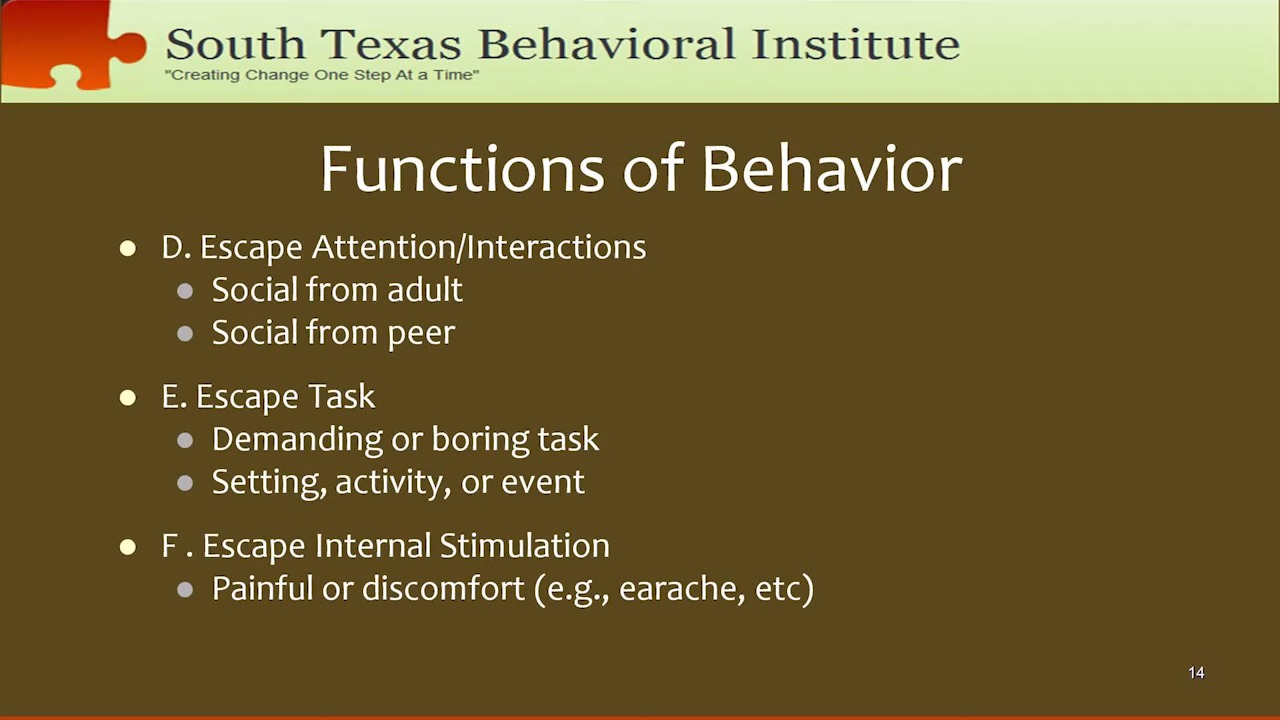 South Texas Behavioral Institute
"Creating Change One Step At a Time"
Functions of Behavior
D. Escape Attention/Interactions
Social from adult
Social from peer
E. Escape Task
Demanding or boring task
Setting, activity, or event
F . Escape Internal Stimulation
Painful or discomfort (e.g., earache, etc)
14